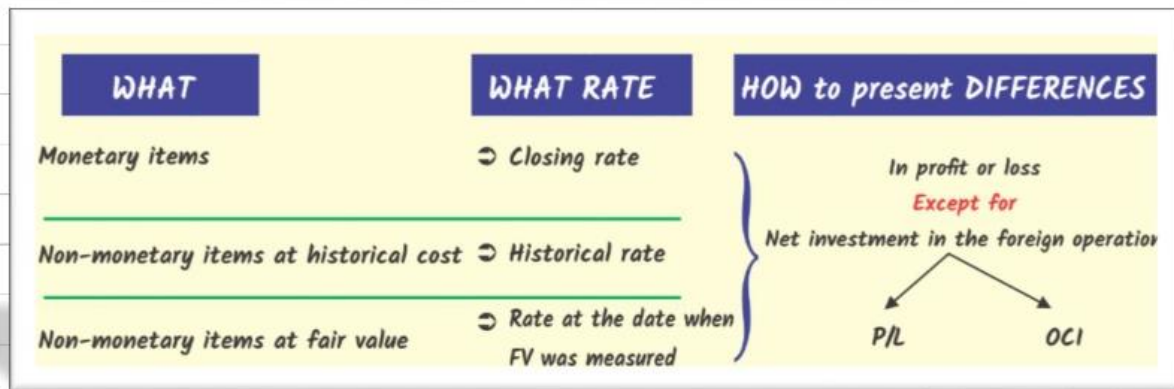 WHAT
WHAT RATE
HOW to present DIFFERENCES
Monetary items
➲ Closing rate
Non-monetary items at historical cost
➲ Historical rate
Non-monetary items at fair value
➲ Rate at the date when
FV was measured
In profit or loss
Except for
Net investment in the foreign operation
P/L
OCI